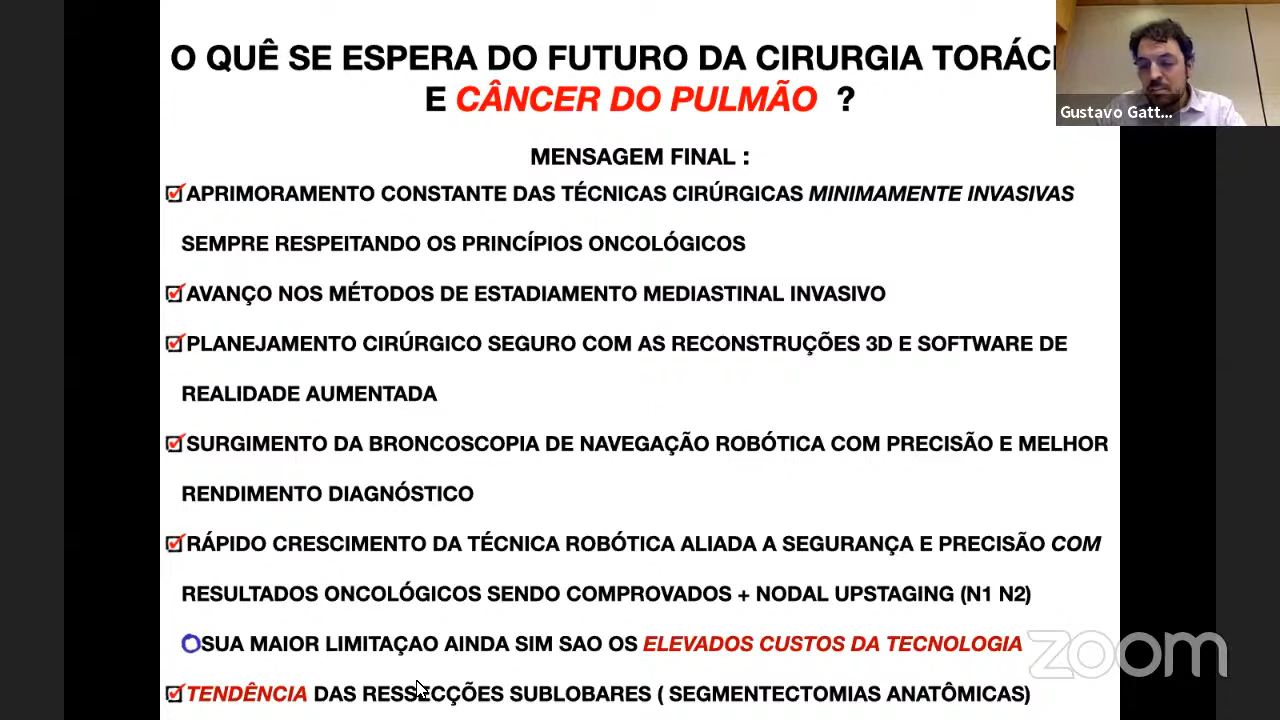 O QUÊ SE ESPERA DO FUTURO DA CIRURGIA TORÁCI
E CÂNCER DO PULMÃO ?
Gustavo Gatt...
MENSAGEM FINAL :
APRIMORAMENTO CONSTANTE DAS TÉCNICAS CIRÚRGICAS MINIMAMENTE INVASIVAS
SEMPRE RESPEITANDO OS PRINCÍPIOS ONCOLÓGICOS
AVANÇO NOS MÉTODOS DE ESTADIAMENTO MEDIASTINAL INVASIVO
PLANEJAMENTO CIRÚRGICO SEGURO COM AS RECONSTRUÇÕES 3D E SOFTWARE DE
REALIDADE AUMENTADA
SURGIMENTO DA BRONCOSCOPIA DE NAVEGAÇÃO ROBÓTICA COM PRECISÃO E MELHOR
RENDIMENTO DIAGNÓSTICO
RÁPIDO CRESCIMENTO DA TÉCNICA ROBÓTICA ALIADA A SEGURANÇA E PRECISÃO COM
RESULTADOS ONCOLÓGICOS SENDO COMPROVADOS + NODAL UPSTAGING (N1 N2)
SUA MAIOR LIMITAÇAO AINDA SIM SAO OS ELEVADOS CUSTOS DA TECNOLOGIA
zoom
TENDÊNCIA DAS RESSECÇÕES SUBLOBARES ( SEGMENTECTOMIAS ANATÔMICAS)